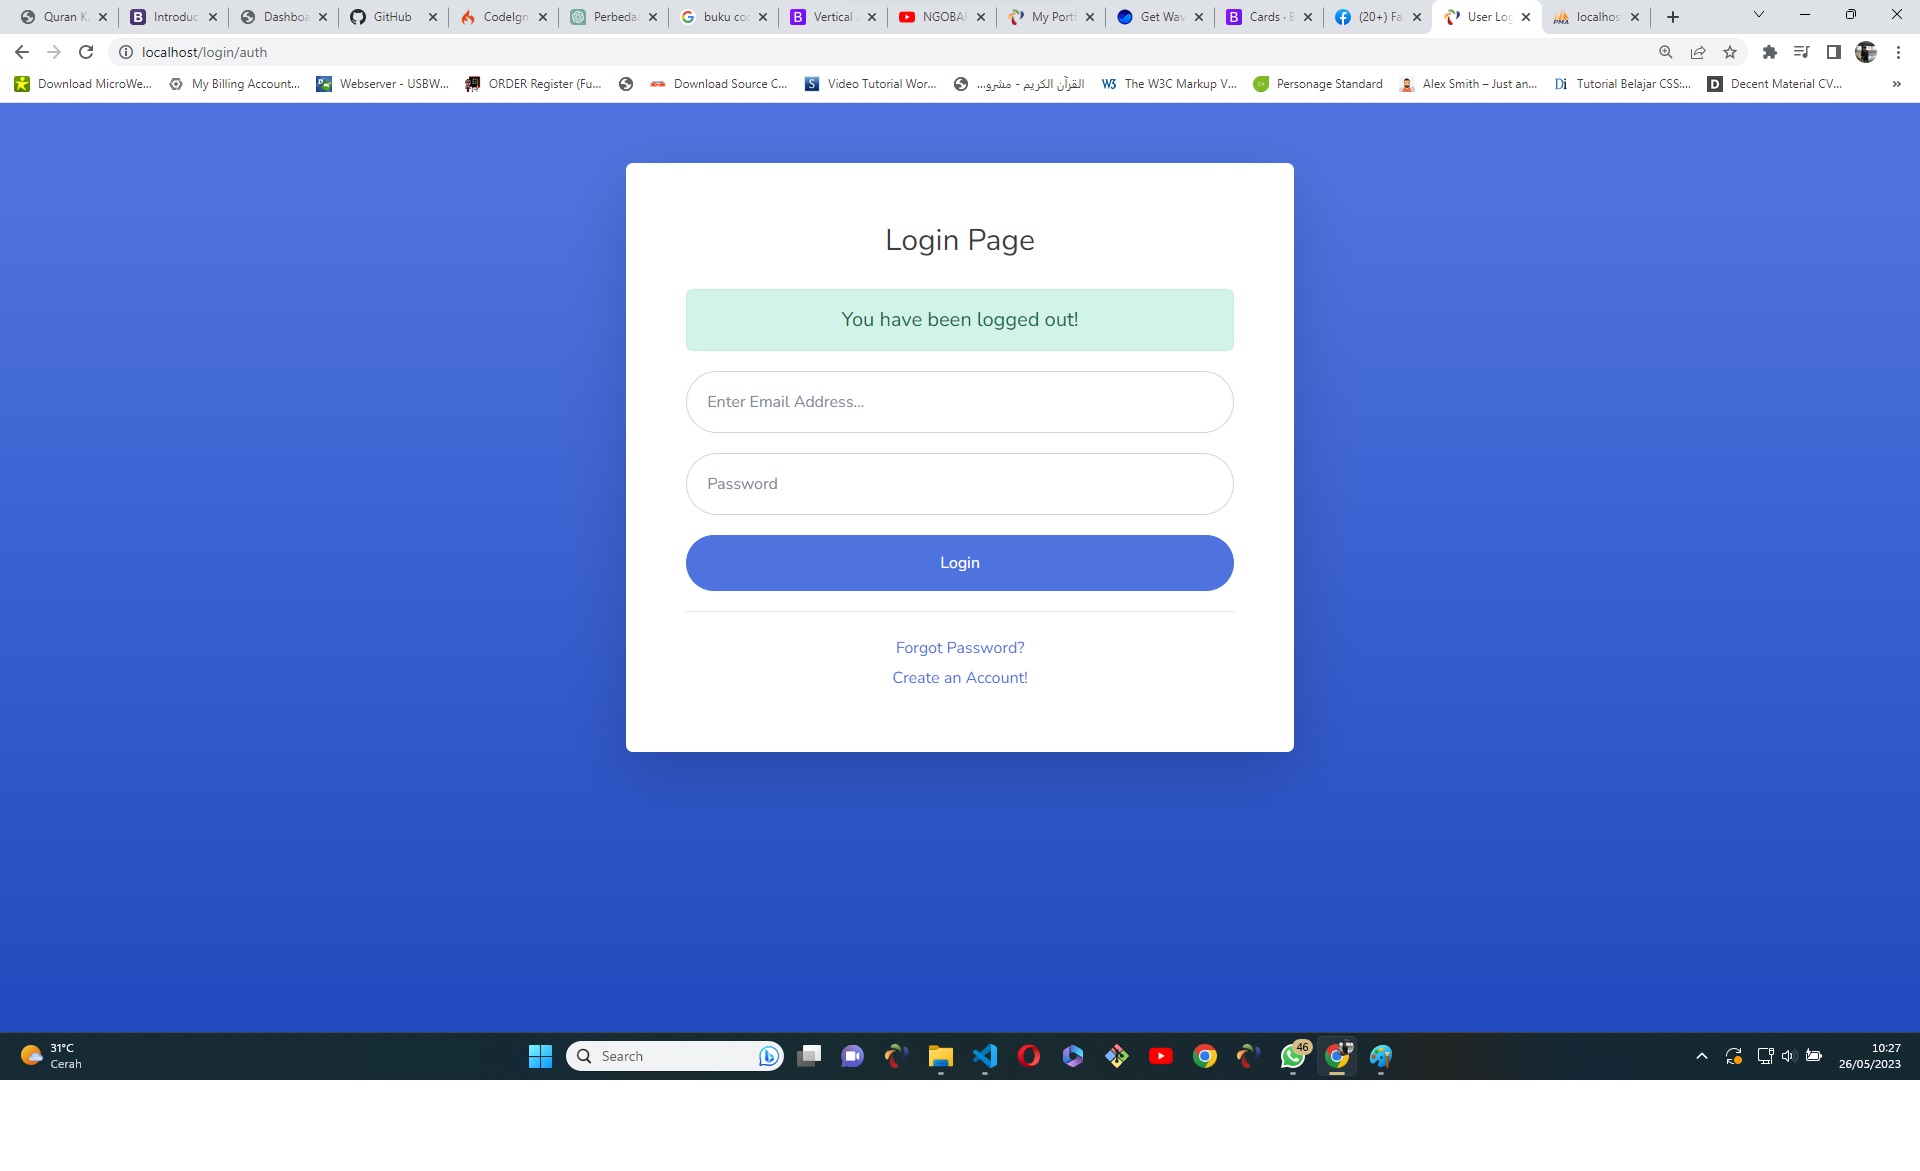 Quran K
Introduc
Dashboa
GitHub
CodeIgn
Perbeda
buku co
Vertical
NGOBA
My Port
Get Wav
Cards · B
(20+) Fa
User Log
localhos
localhost/login/auth
Download MicroWe...
My Billing Account...
Webserver - USBW...
ORDER Register (Fu...
Download Source C...
Video Tutorial Wor...
القرآن الكريم - مشرو...
The W3C Markup V...
Personage Standard
Alex Smith – Just an...
Tutorial Belajar CSS:...
Decent Material CV...
»
Login Page
You have been logged out!
Enter Email Address...
Password
Login
Forgot Password?
Create an Account!
31°C
Cerah
Search
46
10:27
26/05/2023